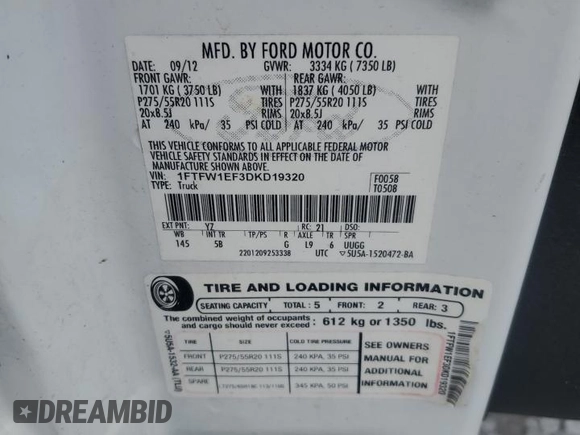 MFD. BY FORD MOTOR CO.
DATE: 09/12 GVWR: 3334 KG ( 7350 LB)
FRONT GAWR: REAR GAWR:
1701 KG ( 3750 LB) WITH 1837 KG ( 4050 LB) WITH
P275/55R20 111S TIRES P275/55R20 111S TIRES
20x8.5J RIMS 20x8.5J RIMS
AT 240 kPa/ 35 PSI COLD AT 240 kPa/ 35 PSI COLD
THIS VEHICLE CONFORMS TO ALL APPLICABLE FEDERAL MOTOR
VEHICLE SAFETY STANDARDS IN EFFECT ON THE DATE OF
MANUFACTURE SHOWN ABOVE.
VIN: 1FTFW1EF3DKD19320 F0058
TYPE: Truck T0508
EXT PNT: YZ RC: 21 DSO:
WB INT TR TP/PS R AXLE TR SPR
145 5B G L9 6 UUGG
2201209253338 UTC ▽5U5A-1520472-BA
TIRE AND LOADING INFORMATION
SEATING CAPACITY TOTAL : 5 FRONT: 2 REAR: 3
The combined weight of occupants
and cargo should never exceed : 612 kg or 1350 lbs.
TIRE SIZE COLD TIRE PRESSURE
FRONT P275/55R20 111S 240 KPA, 35 PSI
REAR P275/55R20 111S 240 KPA, 35 PSI
SPARE 345 KPA, 50 PSI
SEE OWNERS
MANUAL FOR
ADDITIONAL
INFORMATION
1FTFW1EF3DKD19320
DREAMBID
.com